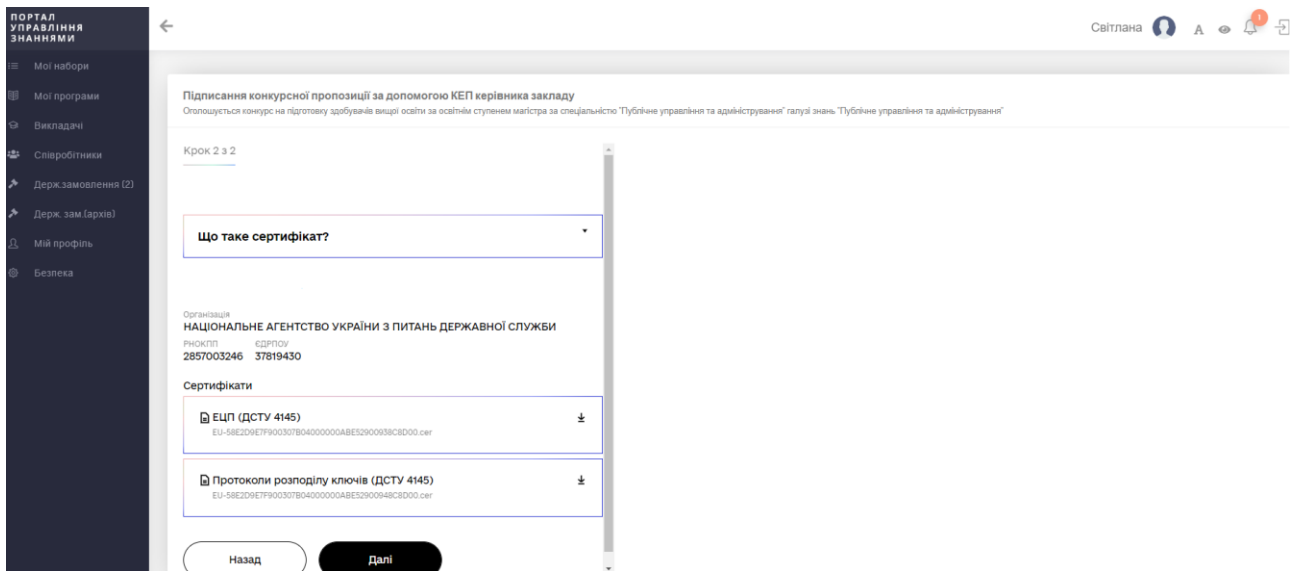 ПОРТАЛ
УПРАВЛІННЯ
ЗНАННЯМИ
Світлана
A
1
Мої набори
Мої програми
Викладачі
Співробітники
Держ.замовлення (2)
Держ. зам.(архів)
Мій профіль
Безпека
Підписання конкурсної пропозиції за допомогою КЕП керівника закладу
Оголошується конкурс на підготовку здобувачів вищої освіти за освітнім ступенем магістра за спеціальністю "Публічне управління та адміністрування" галузі знань "Публічне управління та адміністрування"
Крок 2 з 2
Що таке сертифікат?
Організація
НАЦІОНАЛЬНЕ АГЕНТСТВО УКРАЇНИ З ПИТАНЬ ДЕРЖАВНОЇ СЛУЖБИ
РНОКПП ЄДРПОУ
2857003246 37819430
Сертифікати
ЕЦП (ДСТУ 4145)
EU-58E2D9E7F900307B04000000ABE52900938C8D00.cer
Протоколи розподілу ключів (ДСТУ 4145)
EU-58E2D9E7F900307B04000000ABE52900948C8D00.cer
Назад
Далі